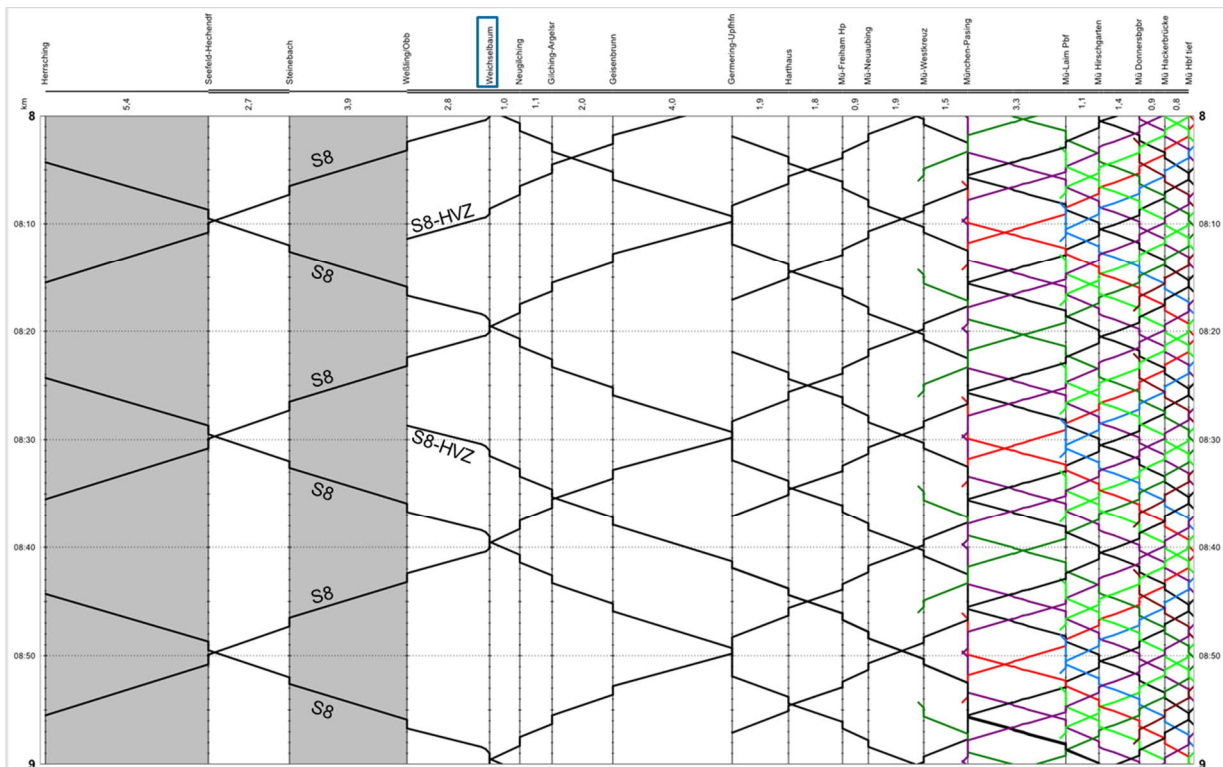 Herrsching
Seefeld-Hechendf
Steinebach
Weßling/Obb
Weichselbaum
Neugilching
Gilching-Argelsr
Geisenbrunn
Germering-Upfhfn
Harthaus
Mü-Freiham Hp
Mü-Neuaubing
Mü-Westkreuz
München-Pasing
Mü-Laim Pbf
Mü Hirschgarten
Mü Donnersbgbr
Mü Hackerbrücke
Mü Hbf tief
km 5,4 2,7 3,9 2,8 1,0 1,1 2,0 4,0 1,9 1,8 0,9 1,9 1,5 3,3 1,1 1,4 0,9 0,8
8 8
S8
08:10 S8-HVZ 08:10
S8
08:20 08:20
S8
08:30 S8-HVZ 08:30
S8
08:40 08:40
S8
08:50 08:50
S8
9 9